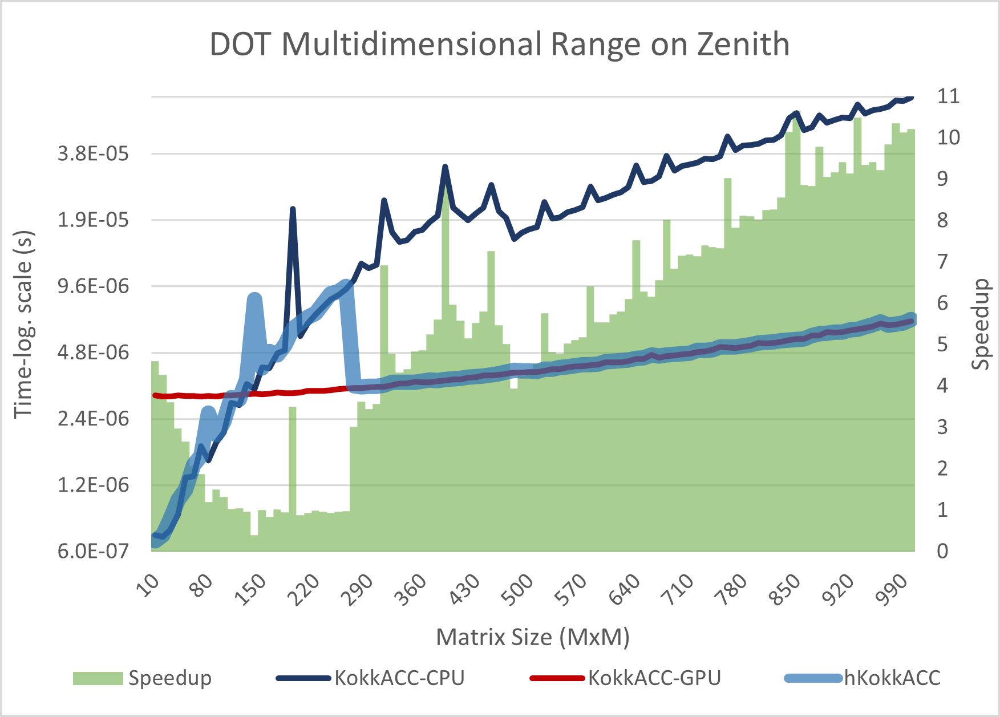 DOT Multidimensional Range on Zenith
Time-log. scale (s)
3.8E-05
1.9E-05
9.6E-06
4.8E-06
2.4E-06
1.2E-06
6.0E-07
11
10
9
8
7
6
5
4
3
2
1
0
Speedup
10 80 150 220 290 360 430 500 570 640 710 780 850 920 990
Matrix Size (MxM)
Speedup KokkACC-CPU KokkACC-GPU hKokkACC